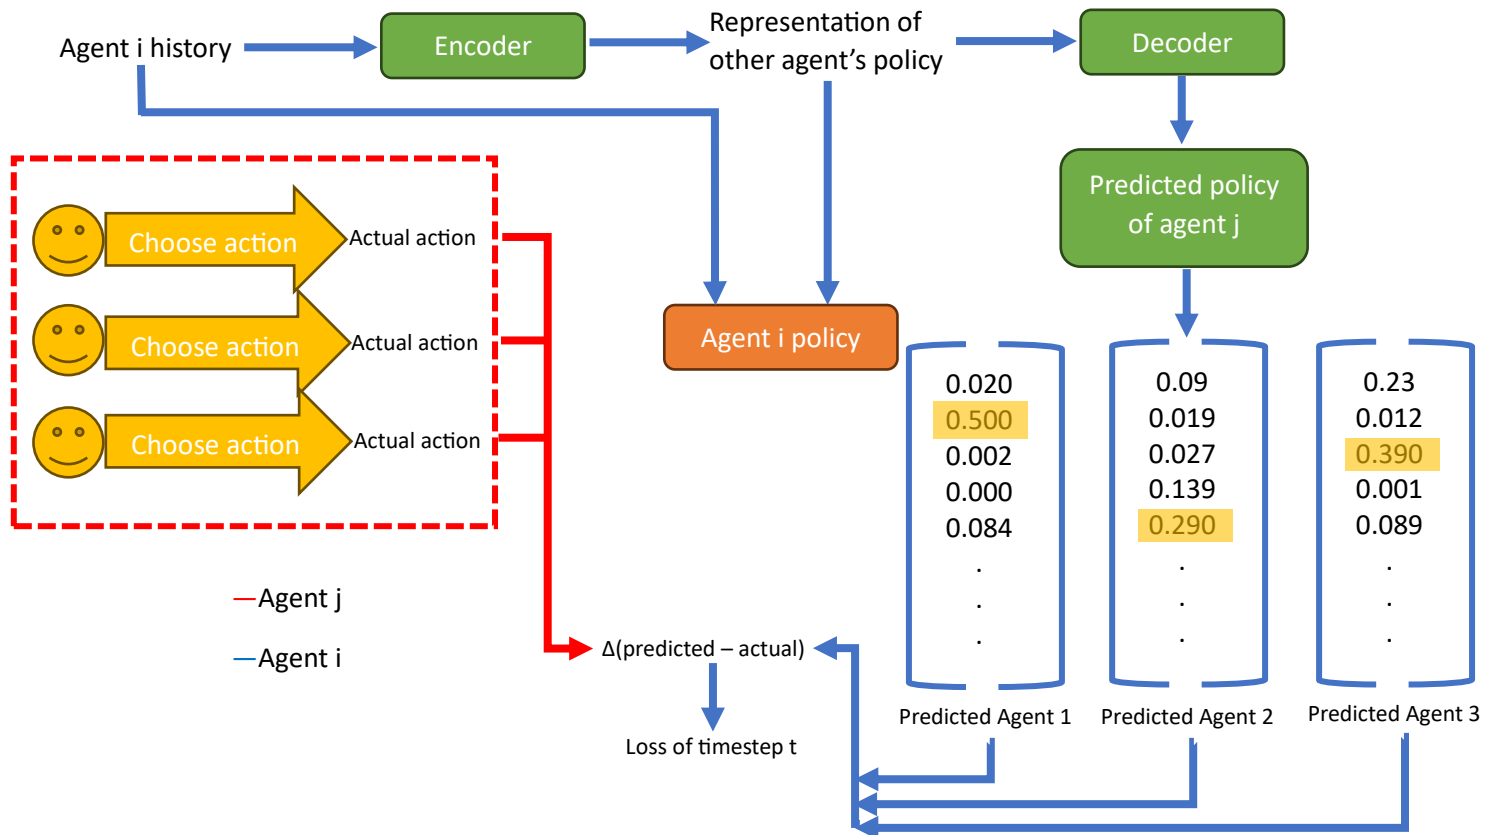 Agent i history
Encoder
Representation of
other agent's policy
Decoder
Predicted policy
of agent j
Choose action
Actual action
Choose action
Actual action
Choose action
Actual action
Agent i policy
0.020
0.500
0.002
0.000
0.084
.
.
.
0.09
0.019
0.027
0.139
0.290
.
.
.
0.23
0.012
0.390
0.001
0.089
.
.
.
Agent j
Agent i
Δ(predicted – actual)
Loss of timestep t
Predicted Agent 1
Predicted Agent 2
Predicted Agent 3